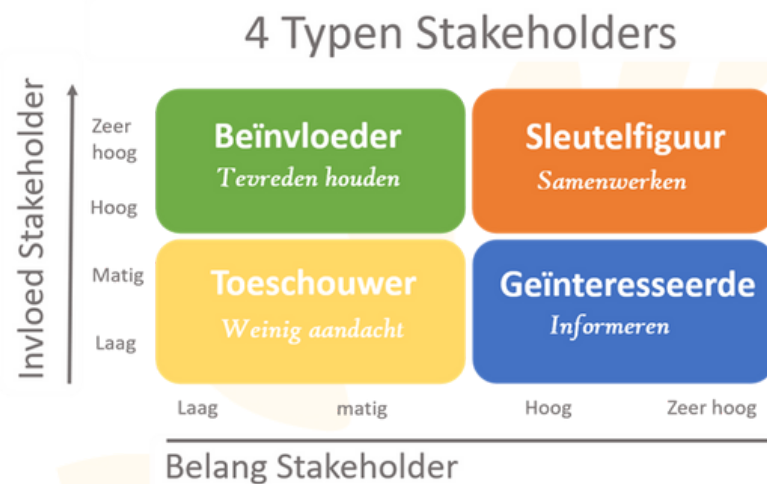 4 Typen Stakeholders
Invloed Stakeholder
Zeer
hoog
Hoog
Matig
Laag
Beïnvloeder
Tevreden houden
Sleutelfiguur
Samenwerken
Toeschouwer
Weinig aandacht
Geïnteresseerde
Informeren
Laag
matig
Hoog
Zeer hoog
Belang Stakeholder